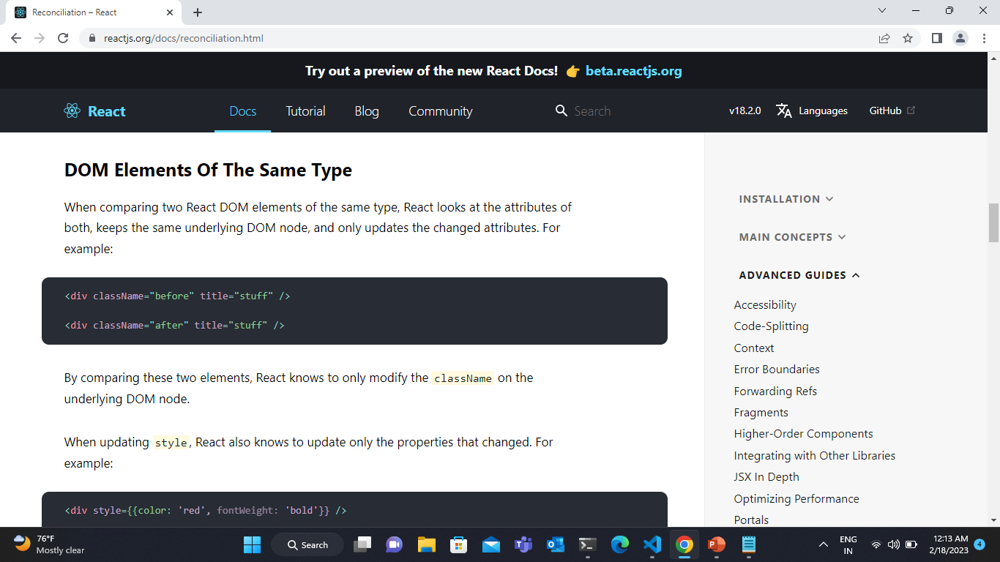 Reconciliation – React
reactjs.org/docs/reconciliation.html
Try out a preview of the new React Docs! 👉 beta.reactjs.org
React
Docs
Tutorial
Blog
Community
Search
v18.2.0
Languages
GitHub
DOM Elements Of The Same Type
When comparing two React DOM elements of the same type, React looks at the attributes of
both, keeps the same underlying DOM node, and only updates the changed attributes. For
example:
<div className="before" title="stuff" />
<div className="after" title="stuff" />
By comparing these two elements, React knows to only modify the className on the
underlying DOM node.
When updating style, React also knows to update only the properties that changed. For
example:
<div style={{color: 'red', fontWeight: 'bold'}} />
INSTALLATION
MAIN CONCEPTS
ADVANCED GUIDES
Accessibility
Code-Splitting
Context
Error Boundaries
Forwarding Refs
Fragments
Higher-Order Components
Integrating with Other Libraries
JSX In Depth
Optimizing Performance
Portals
76°F
Mostly clear
Search
ENG
IN
12:13 AM
2/18/2023
4